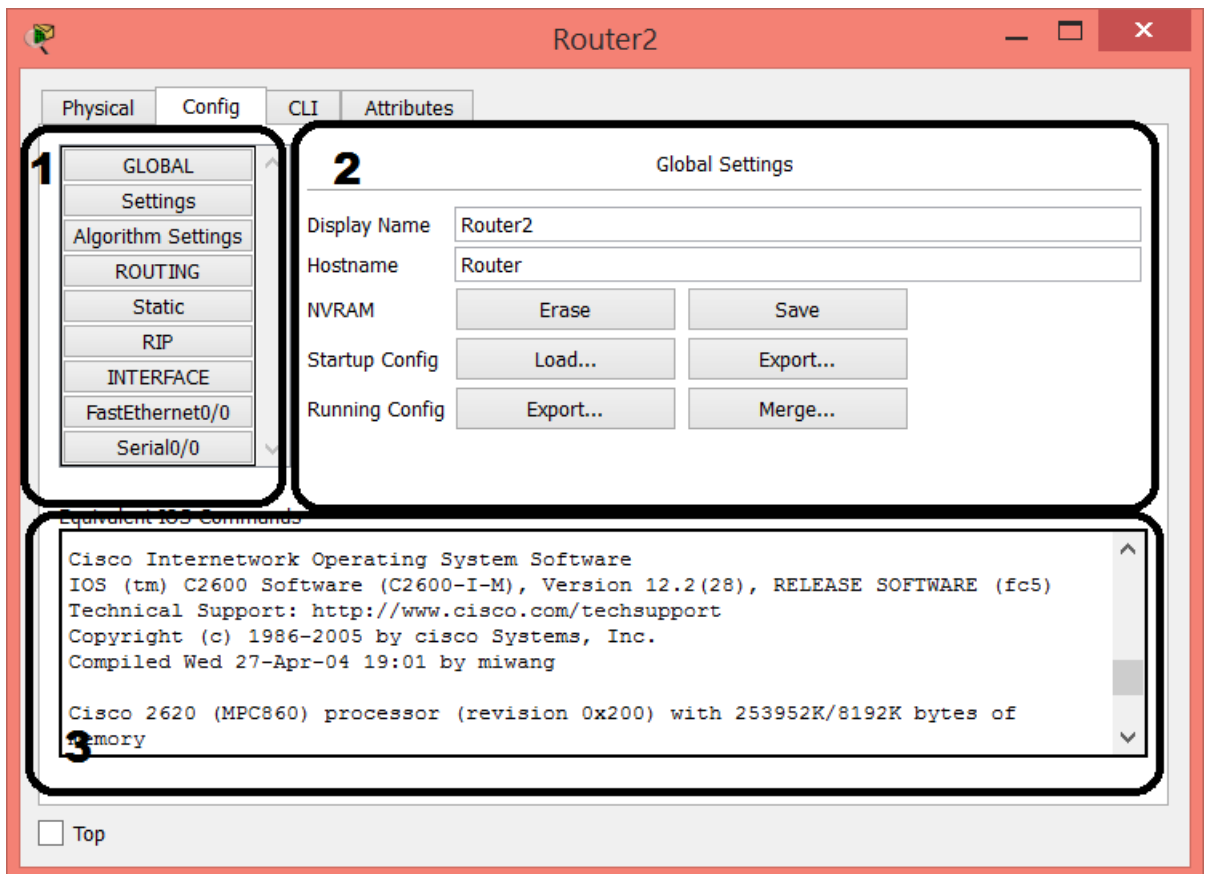 Router2
Physical Config CLI Attributes
1
GLOBAL
Settings
Algorithm Settings
ROUTING
Static
RIP
INTERFACE
FastEthernet0/0
Serial0/0
2
Global Settings
Display Name Router2
Hostname Router
NVRAM Erase Save
Startup Config Load... Export...
Running Config Export... Merge...
Equivalent IOS Commands
Cisco Internetwork Operating System Software
IOS (tm) C2600 Software (C2600-I-M), Version 12.2(28), RELEASE SOFTWARE (fc5)
Technical Support: http://www.cisco.com/techsupport
Copyright (c) 1986-2005 by cisco Systems, Inc.
Compiled Wed 27-Apr-04 19:01 by miwang
Cisco 2620 (MPC860) processor (revision 0x200) with 253952K/8192K bytes of
memory
3
Top